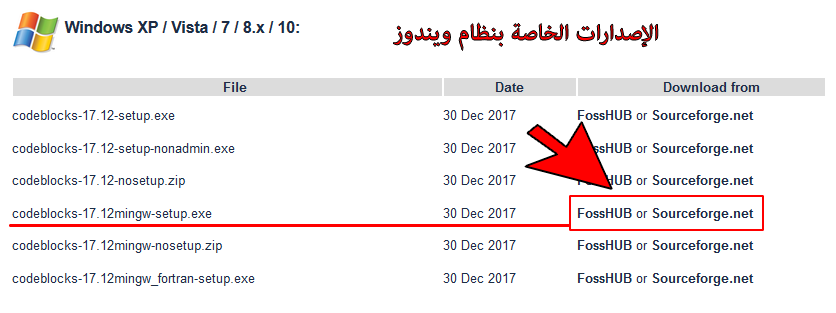 Windows XP / Vista / 7 / 8.x / 10:
الإصدارات الخاصة بنظام ويندوز
File Date Download from
codeblocks-17.12-setup.exe 30 Dec 2017 FossHUB or Sourceforge.net
codeblocks-17.12-setup-nonadmin.exe 30 Dec 2017 FossHUB or Sourceforge.net
codeblocks-17.12-nosetup.zip 30 Dec 2017 FossHUB or Sourceforge.net
codeblocks-17.12mingw-setup.exe 30 Dec 2017 FossHUB or Sourceforge.net
codeblocks-17.12mingw-nosetup.zip 30 Dec 2017 FossHUB or Sourceforge.net
codeblocks-17.12mingw_fortran-setup.exe 30 Dec 2017 FossHUB or Sourceforge.net